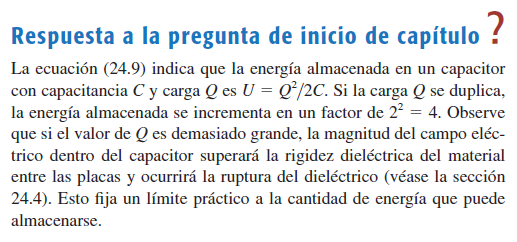 Respuesta a la pregunta de inicio de capítulo ?
La ecuación (24.9) indica que la energía almacenada en un capacitor
con capacitancia C y carga Q es U = Q²/2C. Si la carga Q se duplica,
la energía almacenada se incrementa en un factor de 2² = 4. Observe
que si el valor de Q es demasiado grande, la magnitud del campo eléc-
trico dentro del capacitor superará la rigidez dieléctrica del material
entre las placas y ocurrirá la ruptura del dieléctrico (véase la sección
24.4). Esto fija un límite práctico a la cantidad de energía que puede
almacenarse.